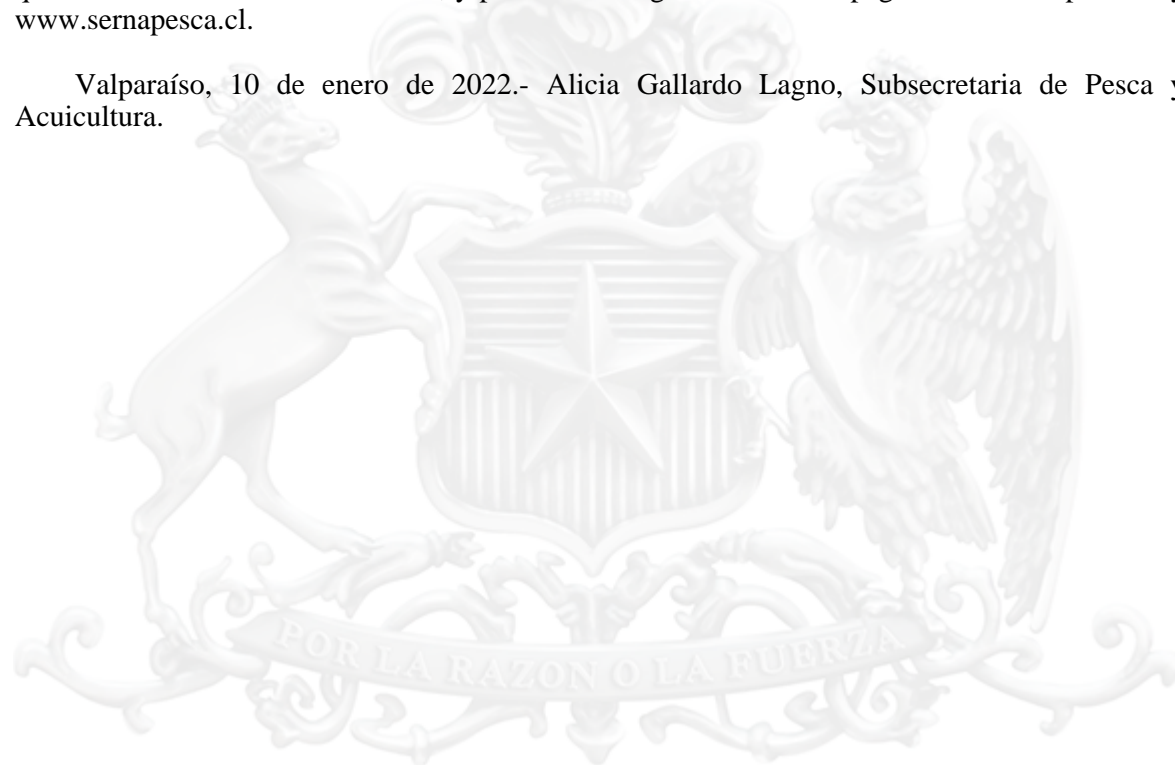 www.sernapesca.cl.
Valparaíso, 10 de enero de 2022.- Alicia Gallardo Lagno, Subsecretaria de Pesca y
Acuicultura.
POR LA RAZON O LA FUERZA